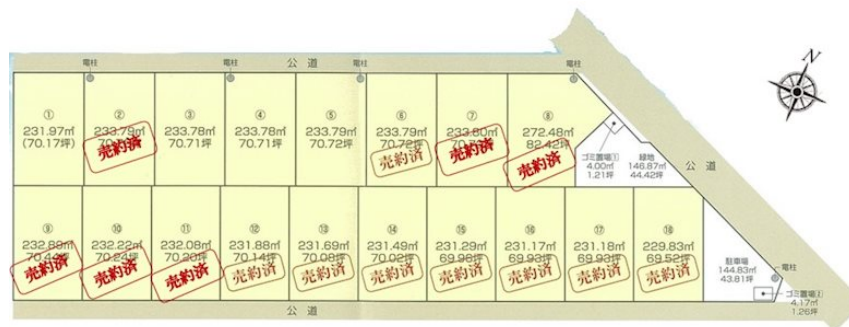 公道
電柱
電柱
電柱
電柱
N
①
231.97㎡
(70.17坪)
②
233.79㎡
売約済
③
233.78㎡
70.71坪
④
233.78㎡
70.71坪
⑤
233.79㎡
70.72坪
⑥
233.79㎡
70.72坪
売約済
⑦
233.80㎡
売約済
⑧
272.48㎡
82.42坪
売約済
ゴミ置場①
4.00㎡
1.21坪
緑地
146.87㎡
44.42坪
公道
⑨
232.89㎡
70.44坪
売約済
⑩
232.22㎡
70.24坪
売約済
⑪
232.08㎡
70.20坪
売約済
⑫
231.88㎡
70.14坪
売約済
⑬
231.69㎡
70.08坪
売約済
⑭
231.49㎡
70.02坪
売約済
⑮
231.29㎡
69.96坪
売約済
⑯
231.17㎡
69.93坪
売約済
⑰
231.18㎡
69.93坪
売約済
⑱
229.83㎡
69.52坪
売約済
駐車場
144.83㎡
43.81坪
電柱
ゴミ置場②
4.17㎡
1.26坪
公道